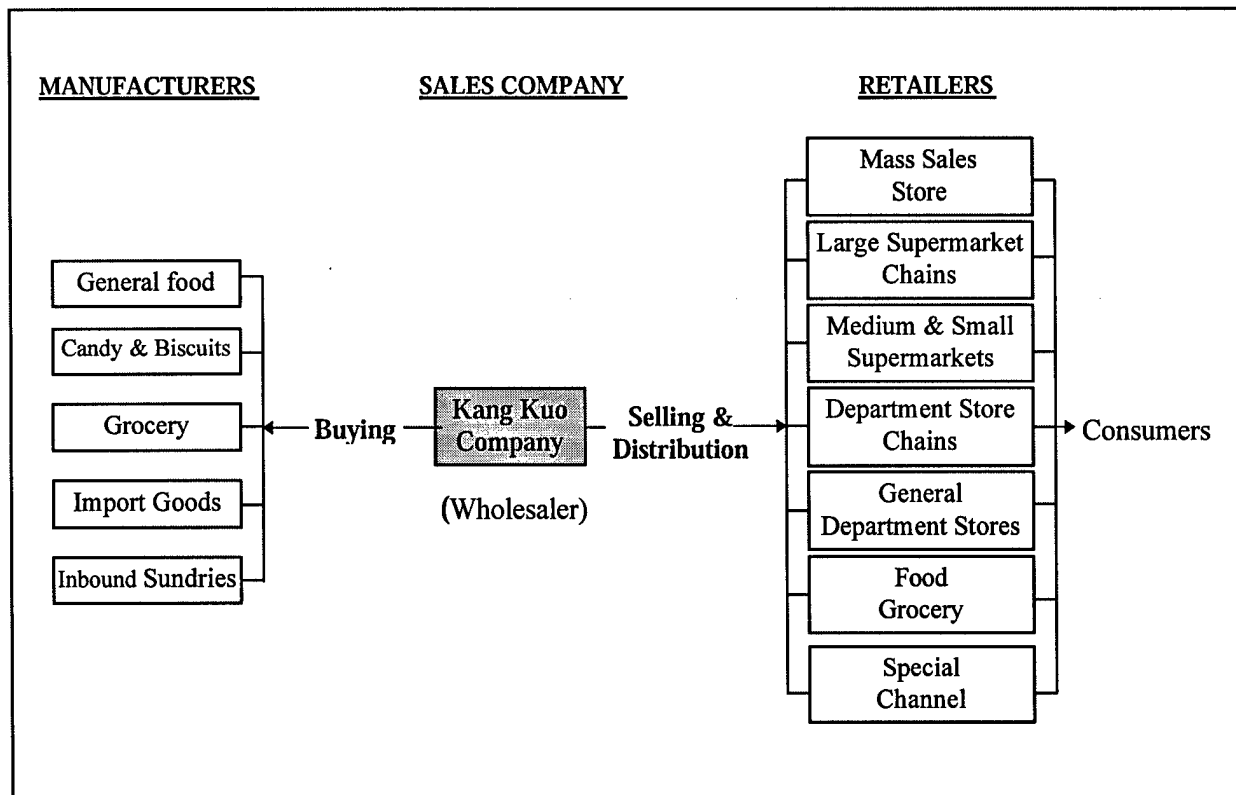 MANUFACTURERS
SALES COMPANY
RETAILERS
General food
Candy & Biscuits
Grocery
Import Goods
Inbound Sundries
Buying
Kang Kuo
Company
(Wholesaler)
Selling &
Distribution
Mass Sales
Store
Large Supermarket
Chains
Medium & Small
Supermarkets
Department Store
Chains
General
Department Stores
Food
Grocery
Special
Channel
Consumers